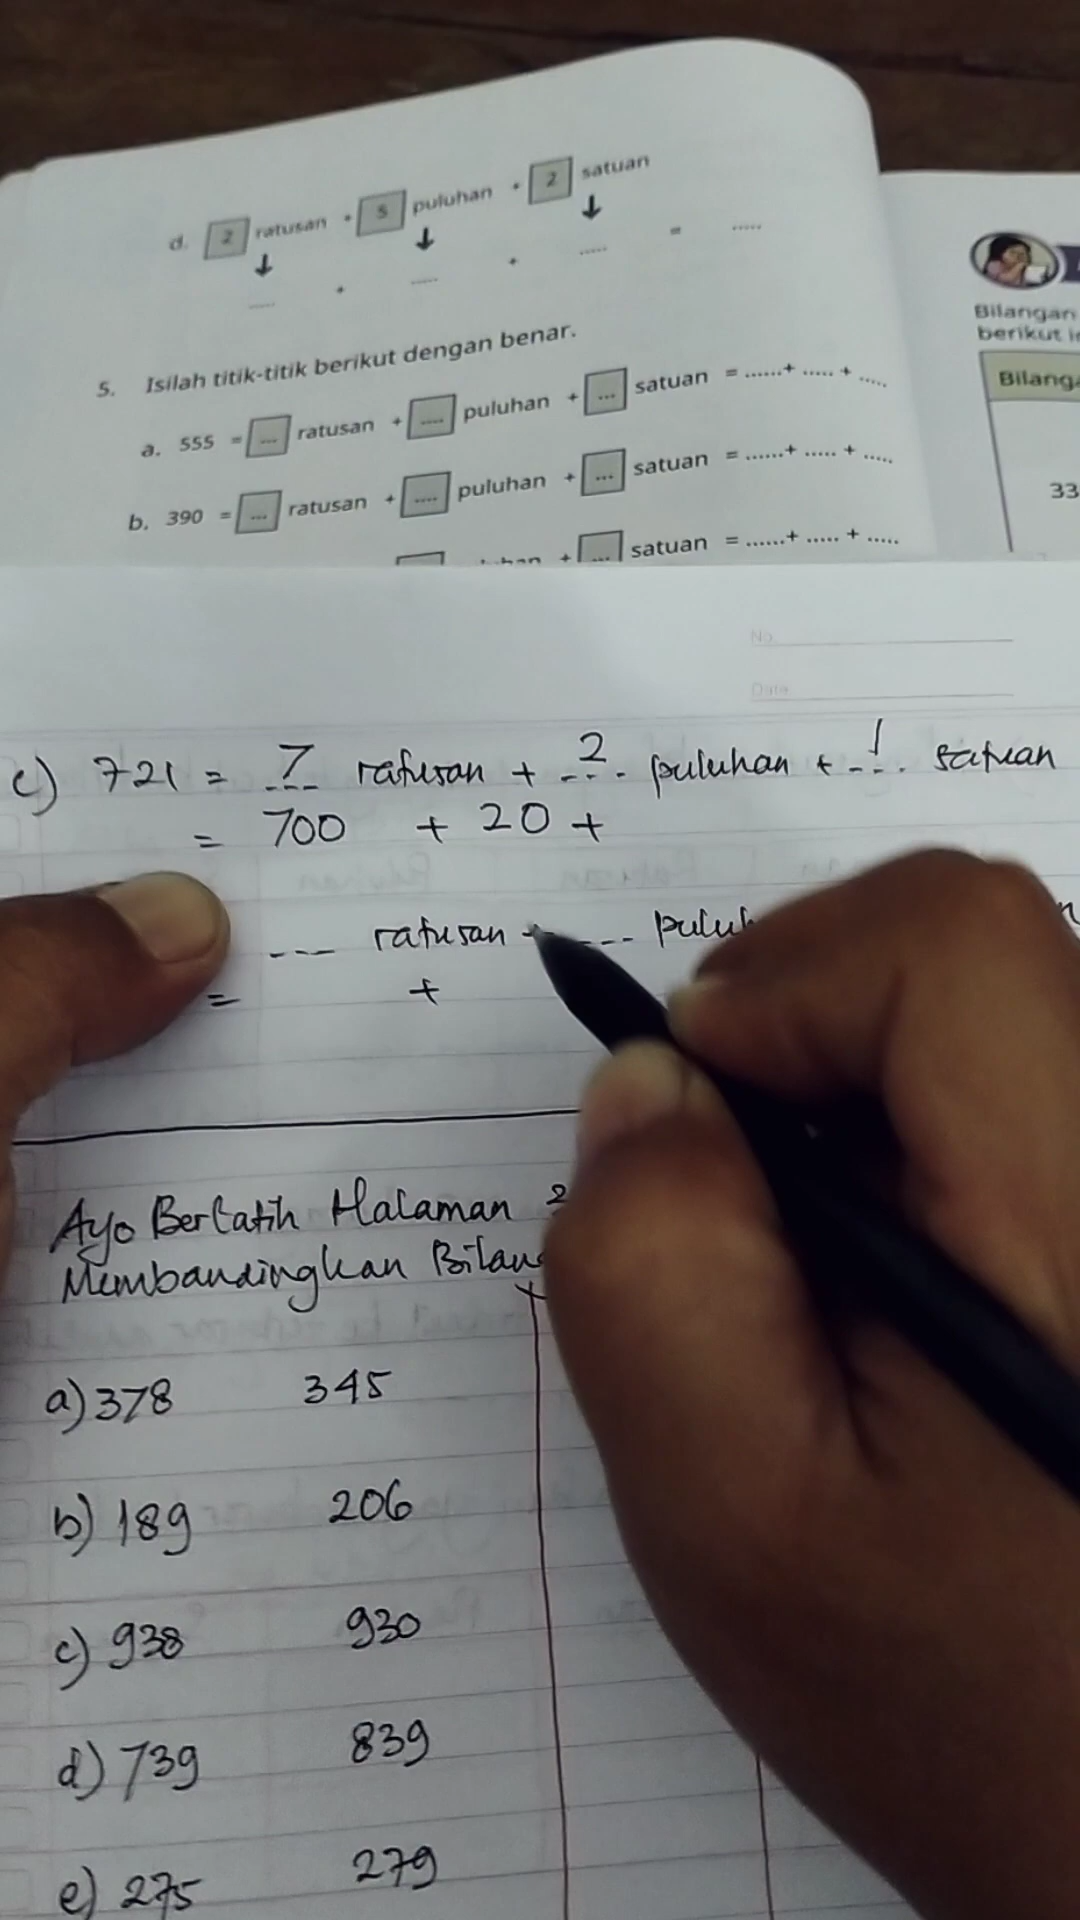 d. 2 ratusan + 5 puluhan + 2 satuan
..... + ..... + ..... = .....
5. Isilah titik-titik berikut dengan benar.
a. 555 = ... ratusan + .... puluhan + ... satuan = ......+ ..... + .....
b. 390 = ... ratusan + .... puluhan + ... satuan = ......+ ..... + .....
+ ... satuan = ......+ ..... + .....
Bilangan
berikut
33
No
Date
c) 721 = 7 ratusan + 2 puluhan + 1 satuan
= 700 + 20 +
--- ratusan + --- puluh
= +
Ayo Berlatih Halaman 2
Membandingkan Bilang
a) 378 345
b) 189 206
c) 938 930
d) 739 839
e) 275 279